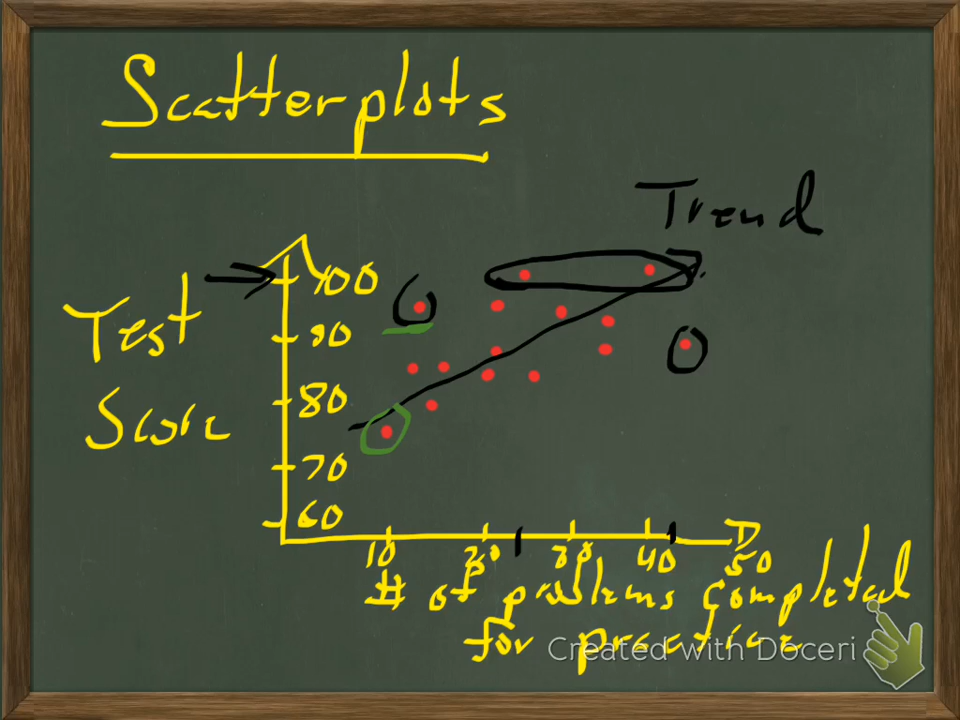 Scatterplots
Trend
Test
Score
100
90
80
70
60
10 20 30 40 50
# of problems completed
for practice
Created with Doceri